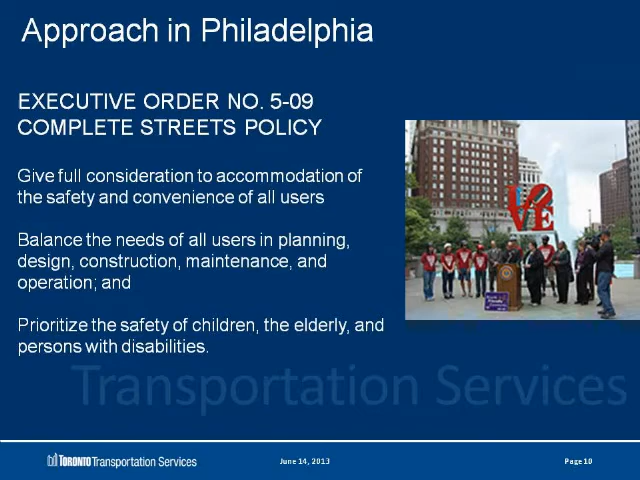 Approach in Philadelphia
EXECUTIVE ORDER NO. 5-09
COMPLETE STREETS POLICY
Give full consideration to accommodation of
the safety and convenience of all users
Balance the needs of all users in planning,
design, construction, maintenance, and
operation; and
Prioritize the safety of children, the elderly, and
persons with disabilities.
LOVE
Transportation Services
TORONTO Transportation Services
June 14, 2013
Page 10